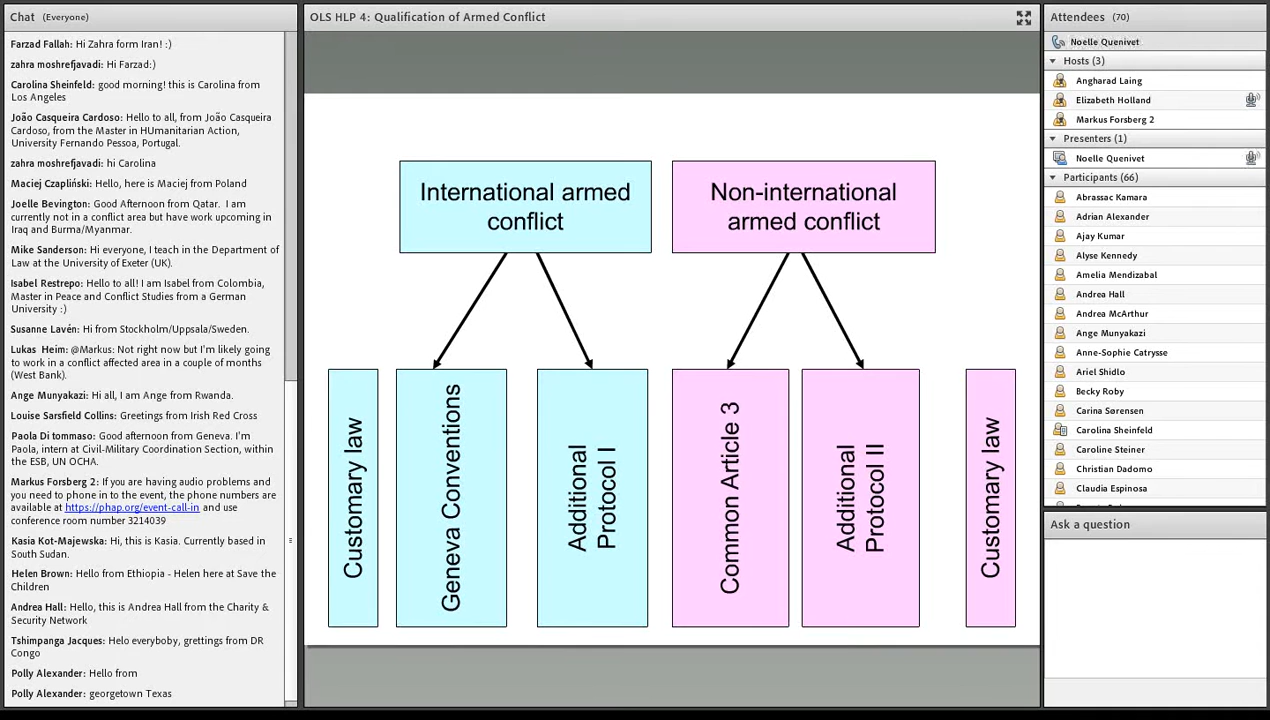 Chat (Everyone)
Farzad Fallah: Hi Zahra form Iran! :)
zahra moshrefjavadi: Hi Farzad:)
Carolina Sheinfeld: good morning! this is Carolina from
Los Angeles
João Casqueira Cardoso: Hello to all, from João Casqueira
Cardoso, from the Master in HUmanitarian Action,
University Fernando Pessoa, Portugal.
zahra moshrefjavadi: hi Carolina
Maciej Czapliński: Hello, here is Maciej from Poland
Joelle Bevington: Good Afternoon from Qatar. I am
currently not in a conflict area but have work upcoming in
Iraq and Burma/Myanmar.
Mike Sanderson: Hi everyone, I teach in the Department of
Law at the University of Exeter (UK).
Isabel Restrepo: Hello to all! I am Isabel from Colombia,
Master in Peace and Conflict Studies from a German
University :)
Susanne Lavén: Hi from Stockholm/Uppsala/Sweden.
Lukas Heim: @Markus: Not right now but I'm likely going
to work in a conflict affected area in a couple of months
(West Bank).
Ange Munyakazi: Hi all, I am Ange from Rwanda.
Louise Sarsfield Collins: Greetings from Irish Red Cross
Paola Di tommaso: Good afternoon from Geneva. I'm
Paola, intern at Civil-Military Coordination Section, within
the ESB, UN OCHA.
Markus Forsberg 2: If you are having audio problems and
you need to phone in to the event, the phone numbers are
available at https://phap.org/event-call-in and use
conference room number 3214039
Kasia Kot-Majewska: Hi, this is Kasia. Currently based in
South Sudan.
Helen Brown: Hello from Ethiopia - Helen here at Save the
Children
Andrea Hall: Hello, this is Andrea Hall from the Charity &
Security Network
Tshimpanga Jacques: Helo everyboby, grettings from DR
Congo
Polly Alexander: Hello from
Polly Alexander: georgetown Texas
OLS HLP 4: Qualification of Armed Conflict
International armed
conflict
Non-international
armed conflict
Customary law
Geneva Conventions
Additional
Protocol I
Common Article 3
Additional
Protocol II
Customary law
Attendees (70)
Noelle Quenivet
Hosts (3)
Angharad Laing
Elizabeth Holland
Markus Forsberg 2
Presenters (1)
Noelle Quenivet
Participants (66)
Abrassac Kamara
Adrian Alexander
Ajay Kumar
Alyse Kennedy
Amelia Mendizabal
Andrea Hall
Andrea McArthur
Ange Munyakazi
Anne-Sophie Catrysse
Ariel Shidlo
Becky Roby
Carina Sørensen
Carolina Sheinfeld
Caroline Steiner
Christian Dadomo
Claudia Espinosa
Ask a question